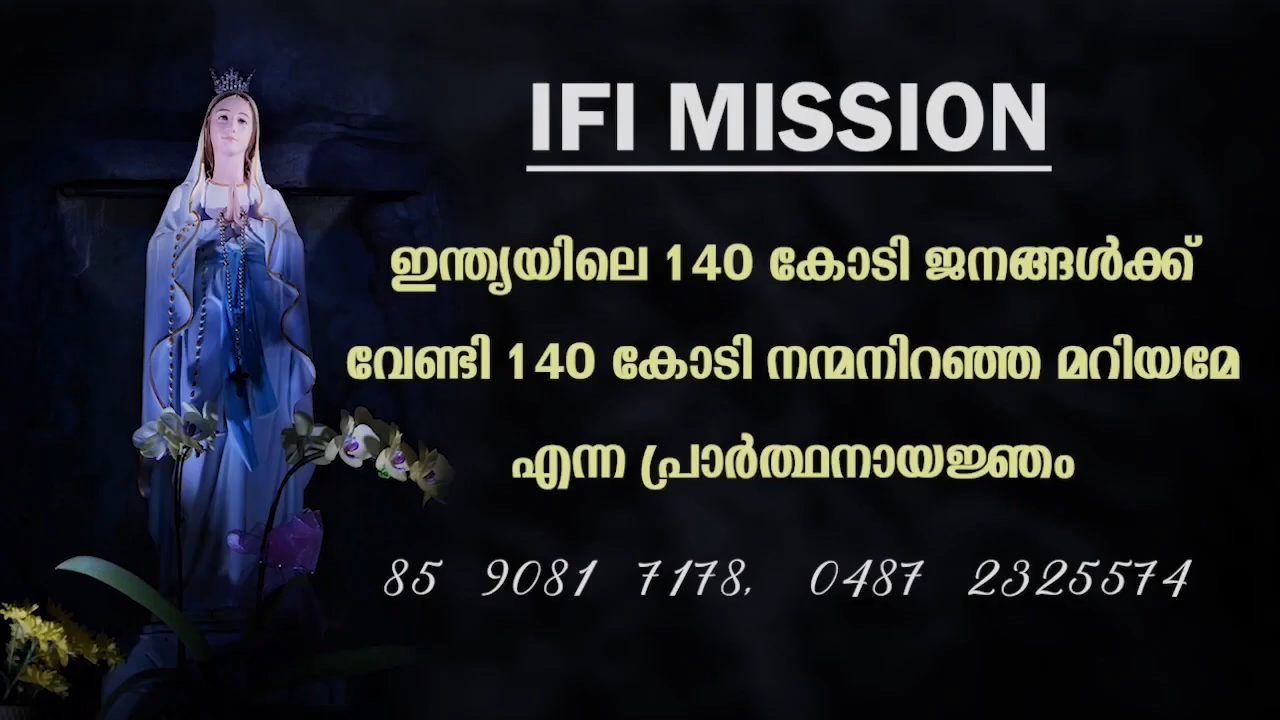 IFI MISSION
ഇന്ത്യയിലെ 140 കോടി ജനങ്ങൾക്ക്
വേണ്ടി 140 കോടി നന്മനിറഞ്ഞ മറിയമേ
എന്ന പ്രാർത്ഥനായജ്ഞം
85 9081 7178, 0487 2325574